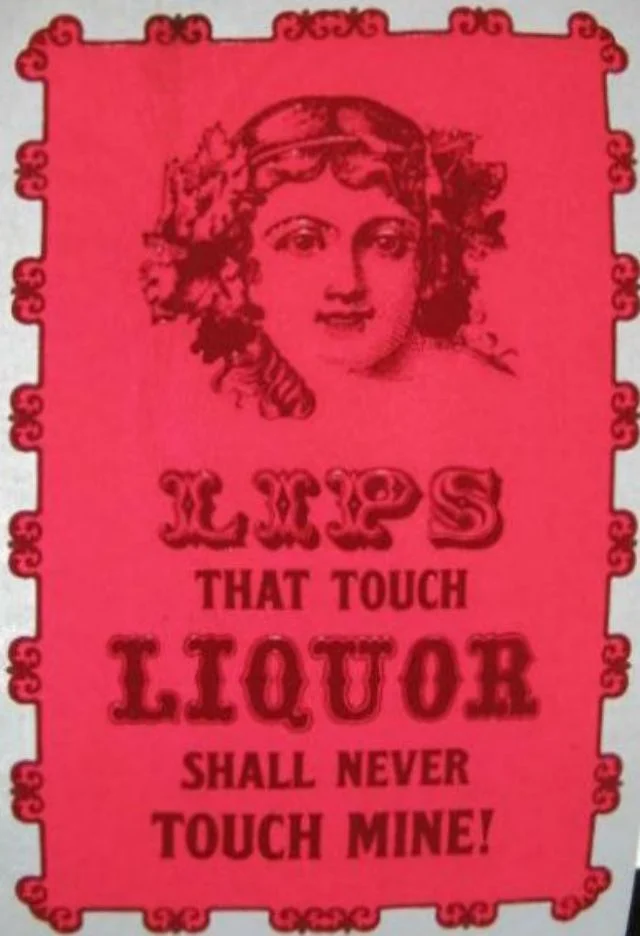 LIPS
THAT TOUCH
LIQUOR
SHALL NEVER
TOUCH MINE!